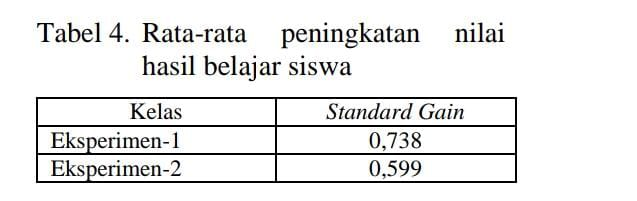 Tabel 4. Rata-rata peningkatan nilai
hasil belajar siswa
Kelas Standard Gain
Eksperimen-1 0,738
Eksperimen-2 0,599